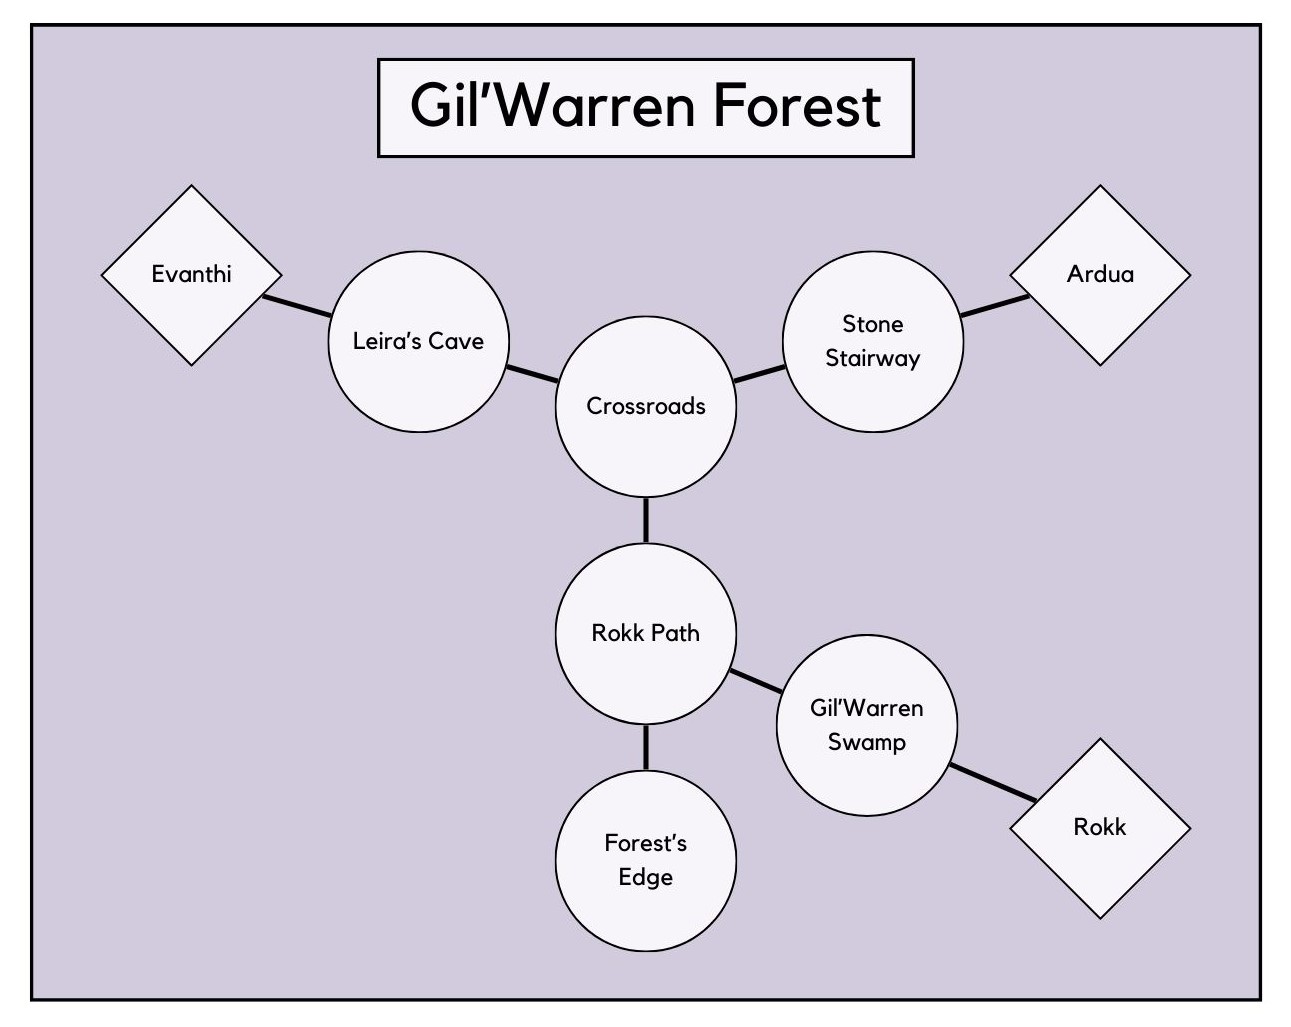 Gil'Warren Forest
Evanthi
Ardua
Leira's Cave
Stone
Stairway
Crossroads
Rokk Path
Gil'Warren
Swamp
Rokk
Forest's
Edge